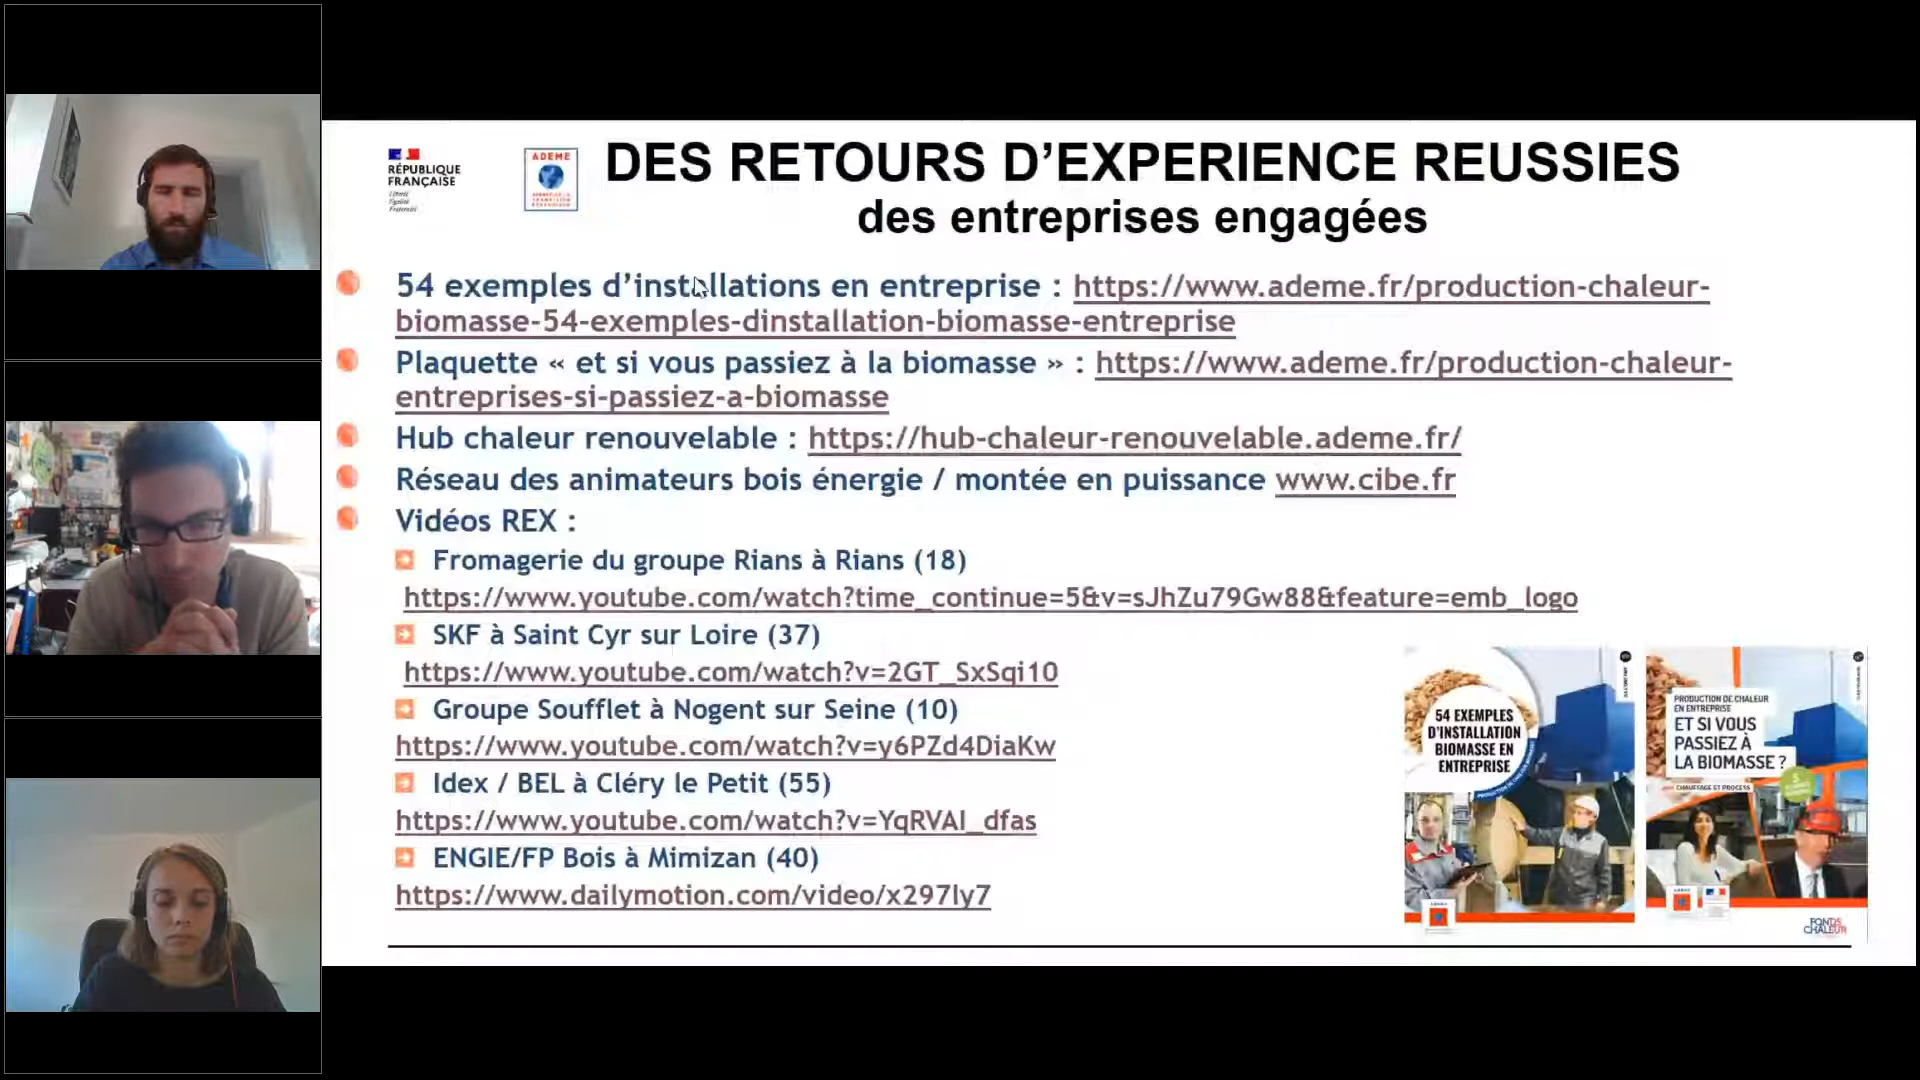 RÉPUBLIQUE
FRANÇAISE
Liberté
Égalité
Fraternité
ADEME
DES RETOURS D’EXPERIENCE REUSSIES
des entreprises engagées
54 exemples d’installations en entreprise : https://www.ademe.fr/production-chaleur-
biomasse-54-exemples-dinstallation-biomasse-entreprise
Plaquette « et si vous passiez à la biomasse » : https://www.ademe.fr/production-chaleur-
entreprises-si-passiez-a-biomasse
Hub chaleur renouvelable : https://hub-chaleur-renouvelable.ademe.fr/
Réseau des animateurs bois énergie / montée en puissance www.cibe.fr
Vidéos REX :
Fromagerie du groupe Rians à Rians (18)
https://www.youtube.com/watch?time_continue=5&v=sJhZu79Gw88&feature=emb_logo
SKF à Saint Cyr sur Loire (37)
https://www.youtube.com/watch?v=2GT_SxSqi10
Groupe Soufflet à Nogent sur Seine (10)
https://www.youtube.com/watch?v=y6PZd4DiaKw
Idex / BEL à Cléry le Petit (55)
https://www.youtube.com/watch?v=YqRVAI_dfas
ENGIE/FP Bois à Mimizan (40)
https://www.dailymotion.com/video/x297ly7
54 EXEMPLES
D’INSTALLATION
BIOMASSE EN
ENTREPRISE
PRODUCTION DE CHALEUR
EN ENTREPRISE
ET SI VOUS
PASSIEZ À
LA BIOMASSE ?
CHAUFFAGE ET PROCESS
FONDS
CHALEUR